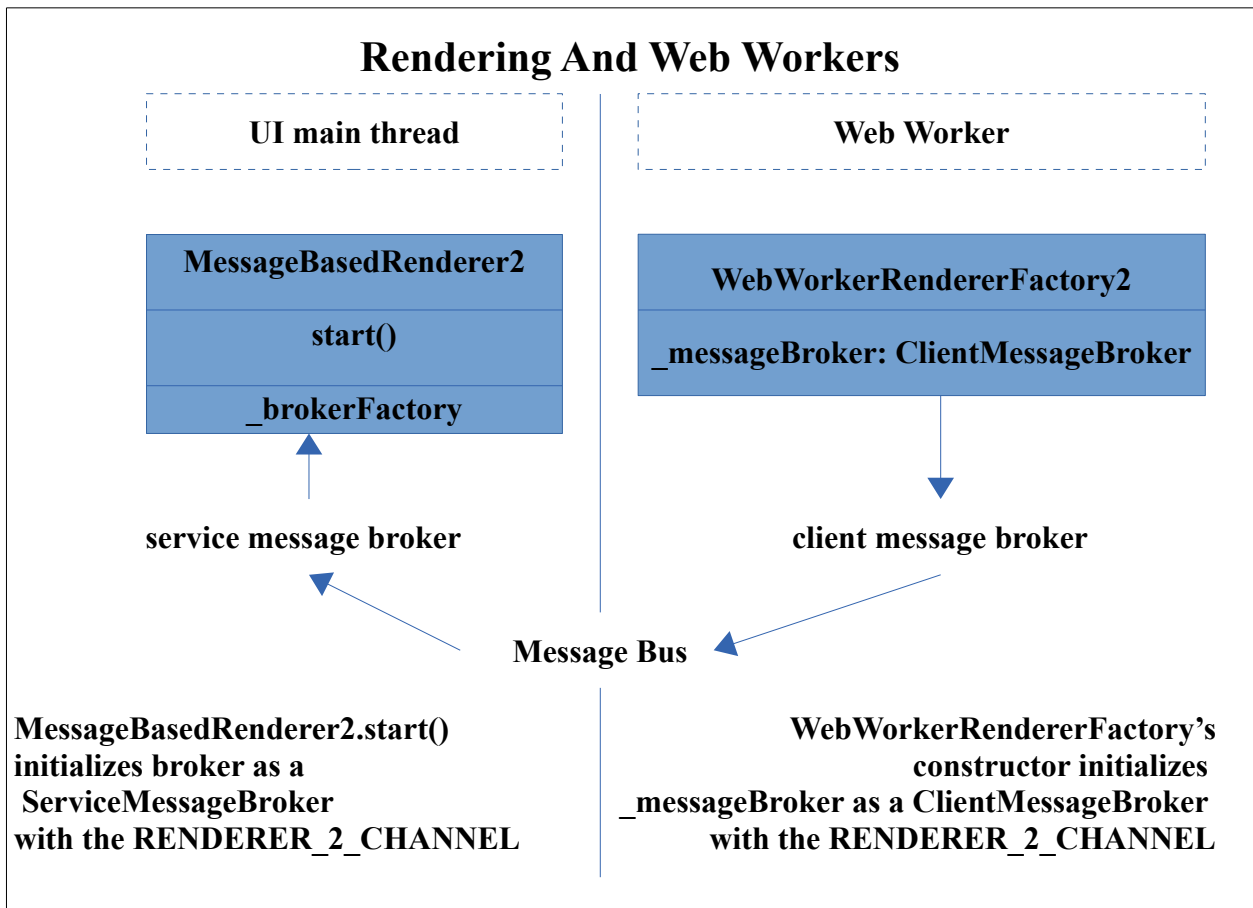 Rendering And Web Workers
UI main thread
Web Worker
MessageBasedRenderer2
start()
_brokerFactory
WebWorkerRendererFactory2
_messageBroker: ClientMessageBroker
service message broker
client message broker
Message Bus
MessageBasedRenderer2.start()
initializes broker as a
ServiceMessageBroker
with the RENDERER_2_CHANNEL
WebWorkerRendererFactory’s
constructor initializes
_messageBroker as a ClientMessageBroker
with the RENDERER_2_CHANNEL